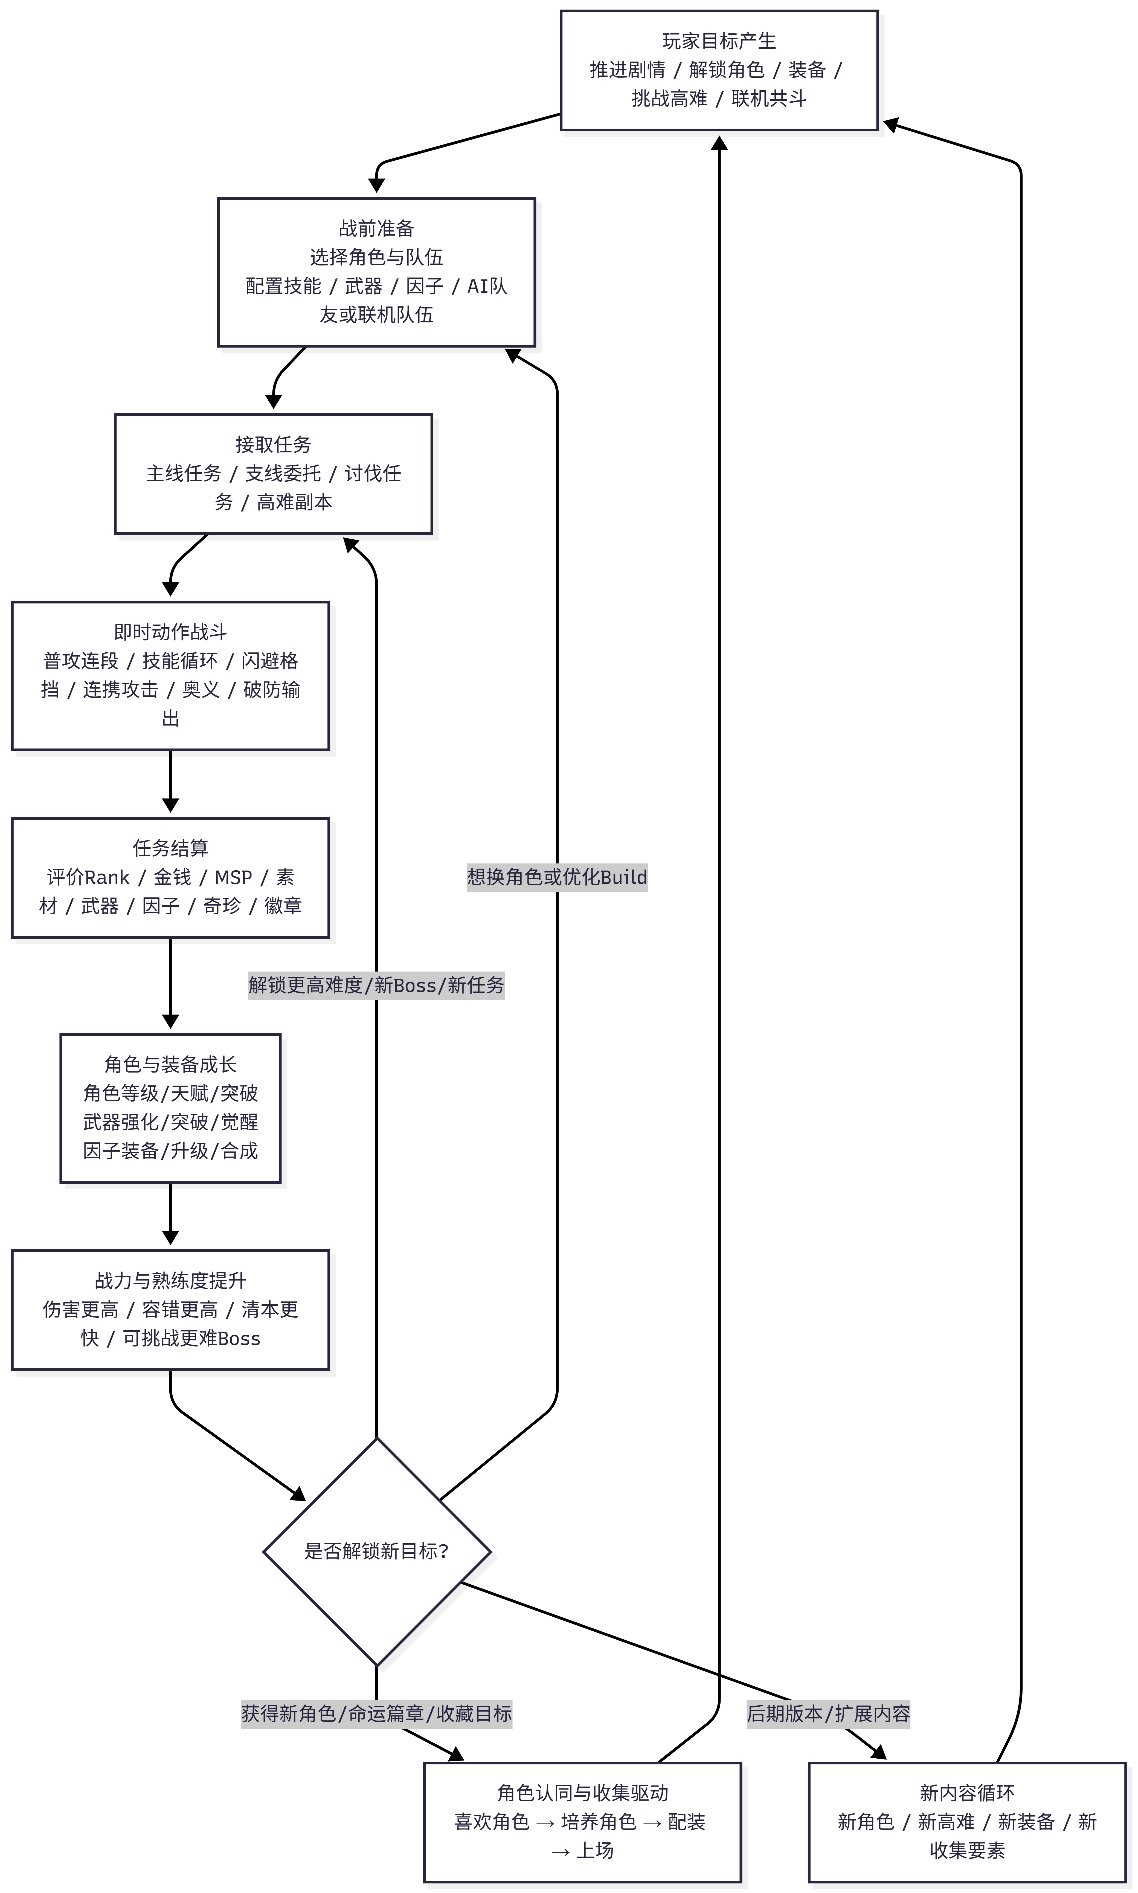 玩家目标产生
推进剧情 / 解锁角色 / 装备 /
挑战高难 / 联机共斗
战前准备
选择角色与队伍
配置技能 / 武器 / 因子 / AI队
友或联机队伍
接取任务
主线任务 / 支线委托 / 讨伐任
务 / 高难副本
即时动作战斗
普攻连段 / 技能循环 / 闪避格
挡 / 连携攻击 / 奥义 / 破防输
出
任务结算
评价Rank / 金钱 / MSP / 素
材 / 武器 / 因子 / 奇珍 / 徽章
想换角色或优化Build
解锁更高难度/新Boss/新任务
角色与装备成长
角色等级/天赋/突破
武器强化/突破/觉醒
因子装备/升级/合成
战力与熟练度提升
伤害更高 / 容错更高 / 清本更
快 / 可挑战更难Boss
是否解锁新目标?
获得新角色/命运篇章/收藏目标
后期版本/扩展内容
角色认同与收集驱动
喜欢角色 → 培养角色 → 配装
→ 上场
新内容循环
新角色 / 新高难 / 新装备 / 新
收集要素